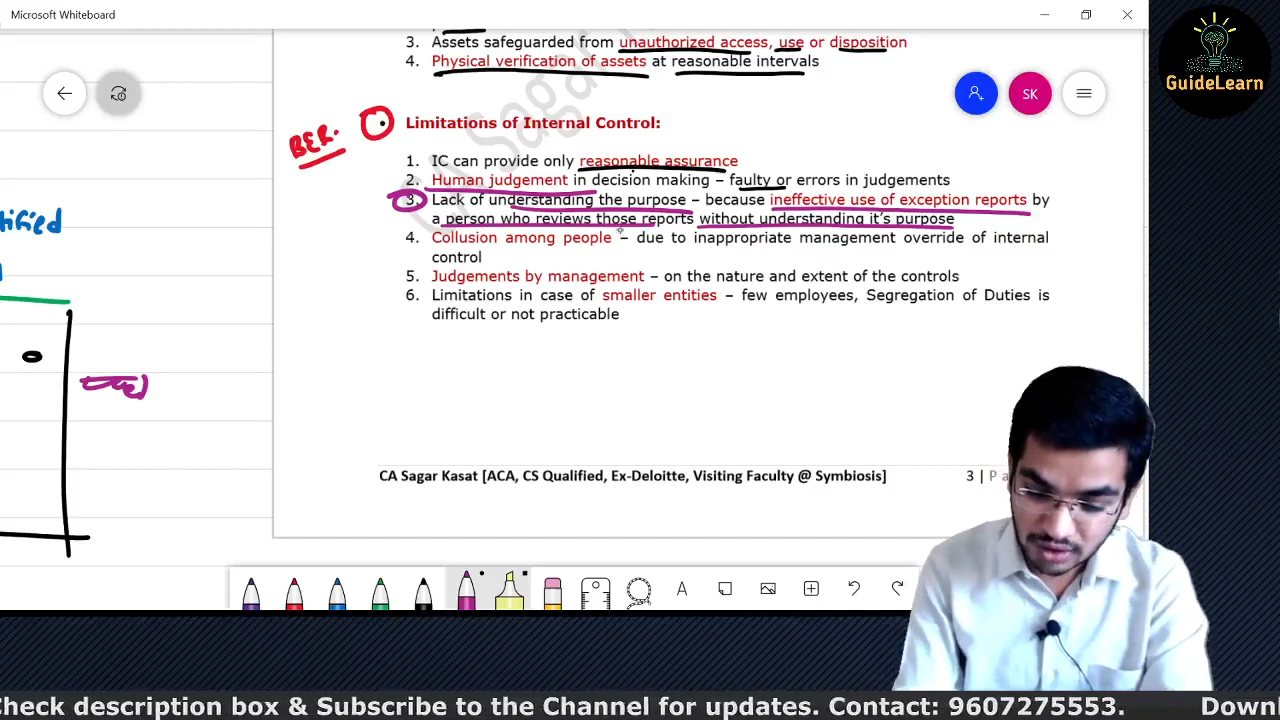 Microsoft Whiteboard
3. Assets safeguarded from unauthorized access, use or disposition
4. Physical verification of assets at reasonable intervals
GuideLearn
SK
BER.
Limitations of Internal Control:
1. IC can provide only reasonable assurance
2. Human judgement in decision making – faulty or errors in judgements
3. Lack of understanding the purpose – because ineffective use of exception reports by
a person who reviews those reports without understanding it's purpose
4. Collusion among people – due to inappropriate management override of internal
control
5. Judgements by management – on the nature and extent of the controls
6. Limitations in case of smaller entities – few employees, Segregation of Duties is
difficult or not practicable
CA Sagar
tified
CA Sagar Kasat [ACA, CS Qualified, Ex-Deloitte, Visiting Faculty @ Symbiosis]
3 | Pa
A
Check description box & Subscribe to the Channel for updates. Contact: 9607275553.
Down